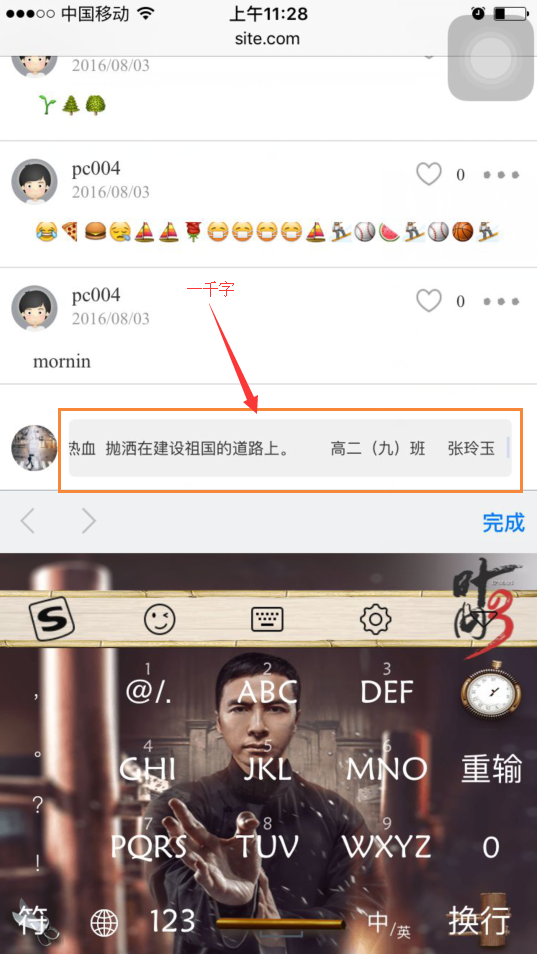 中国移动 上午11:28
site.com
2016/08/03
pc004
0
2016/08/03
pc004
一千字
0
2016/08/03
mornin
热血 抛洒在建设祖国的道路上。 高二（九）班 张玲玉
完成
S
叶问3
1 2 3
, @/. ABC DEF
4 5 6
。 GHI JKL MNO 重输
?
7 8 9
! PQRS TUV WXYZ 0
符 123 中/英 换行